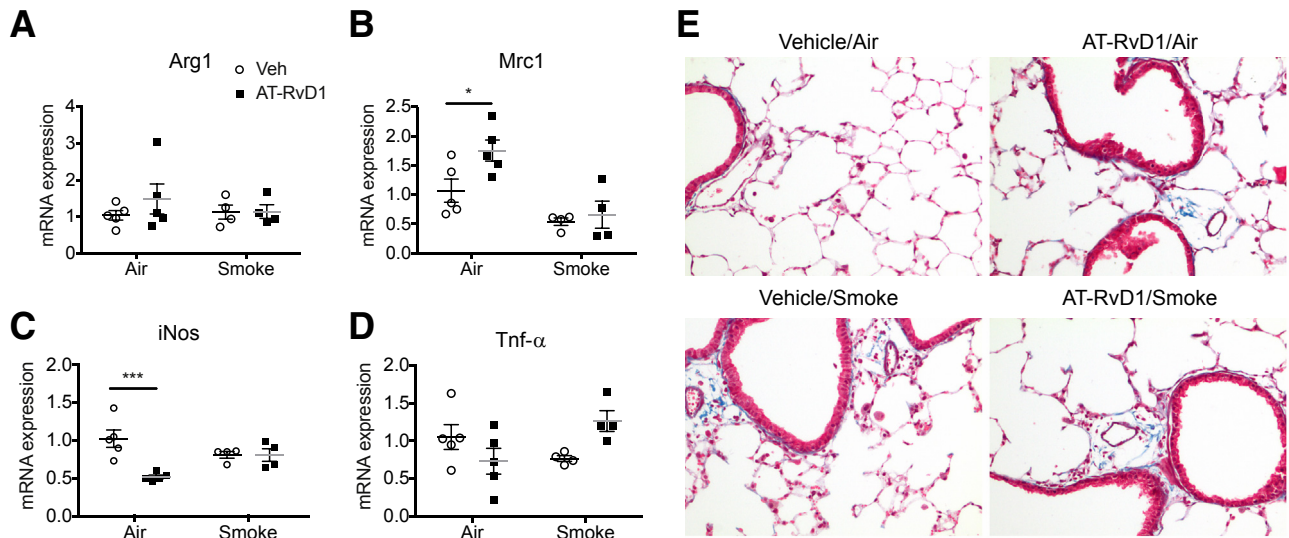 A
Arg1
Veh
AT-RvD1
mRNA expression
4
3
2
1
0
Air
Smoke
B
Mrc1
*
mRNA expression
2.5
2.0
1.5
1.0
0.5
0.0
Air
Smoke
C
iNos
***
mRNA expression
2.0
1.5
1.0
0.5
0.0
Air
Smoke
D
Tnf-α
mRNA expression
2.0
1.5
1.0
0.5
0.0
Air
Smoke
E
Vehicle/Air
AT-RvD1/Air
Vehicle/Smoke
AT-RvD1/Smoke